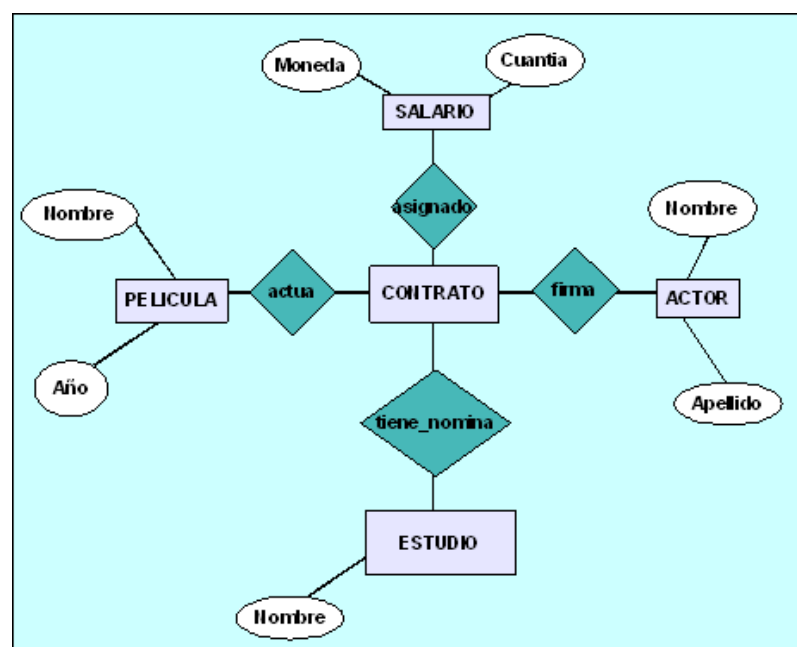 Moneda
Cuantia
SALARIO
asignado
Nombre
Nombre
PELICULA
actua
CONTRATO
firma
ACTOR
Año
Apellido
tiene_nomina
ESTUDIO
Nombre